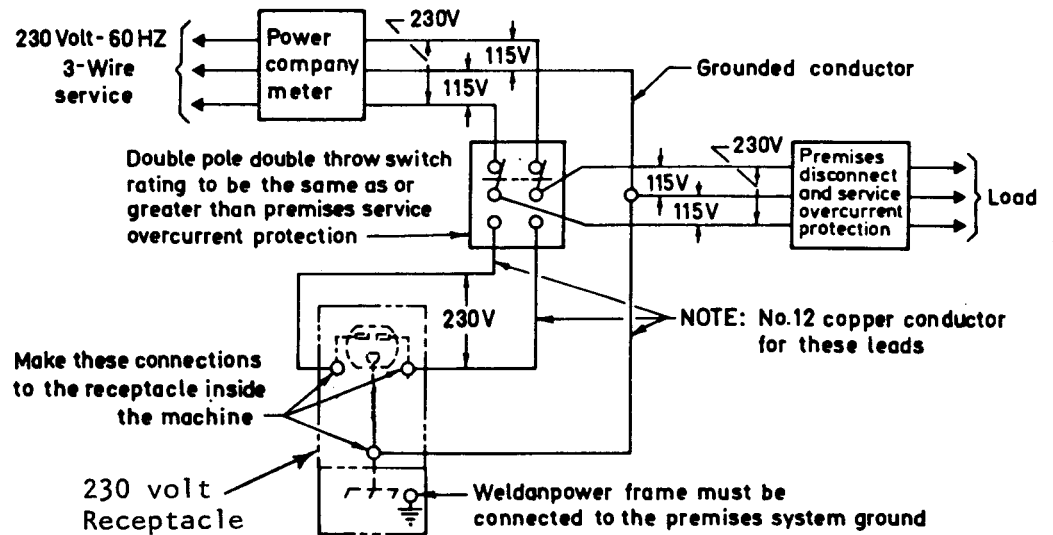 230 Volt-60 HZ
3-Wire
service
Power
company
meter
230V
115V
115V
Grounded conductor
Double pole double throw switch
rating to be the same as or
greater than premises service
overcurrent protection
230V
115V
115V
Premises
disconnect
and service
overcurrent
protection
Load
230V
NOTE: No.12 copper conductor
for these leads
Make these connections
to the receptacle inside
the machine
230 volt
Receptacle
Weldanpower frame must be
connected to the premises system ground